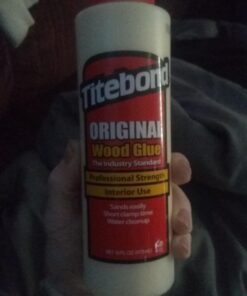 Titebond
ORIGINAL
Wood Glue
The Industry Standard
Professional Strength
Interior Use
Sands easily
Short clamp time
Water cleanup